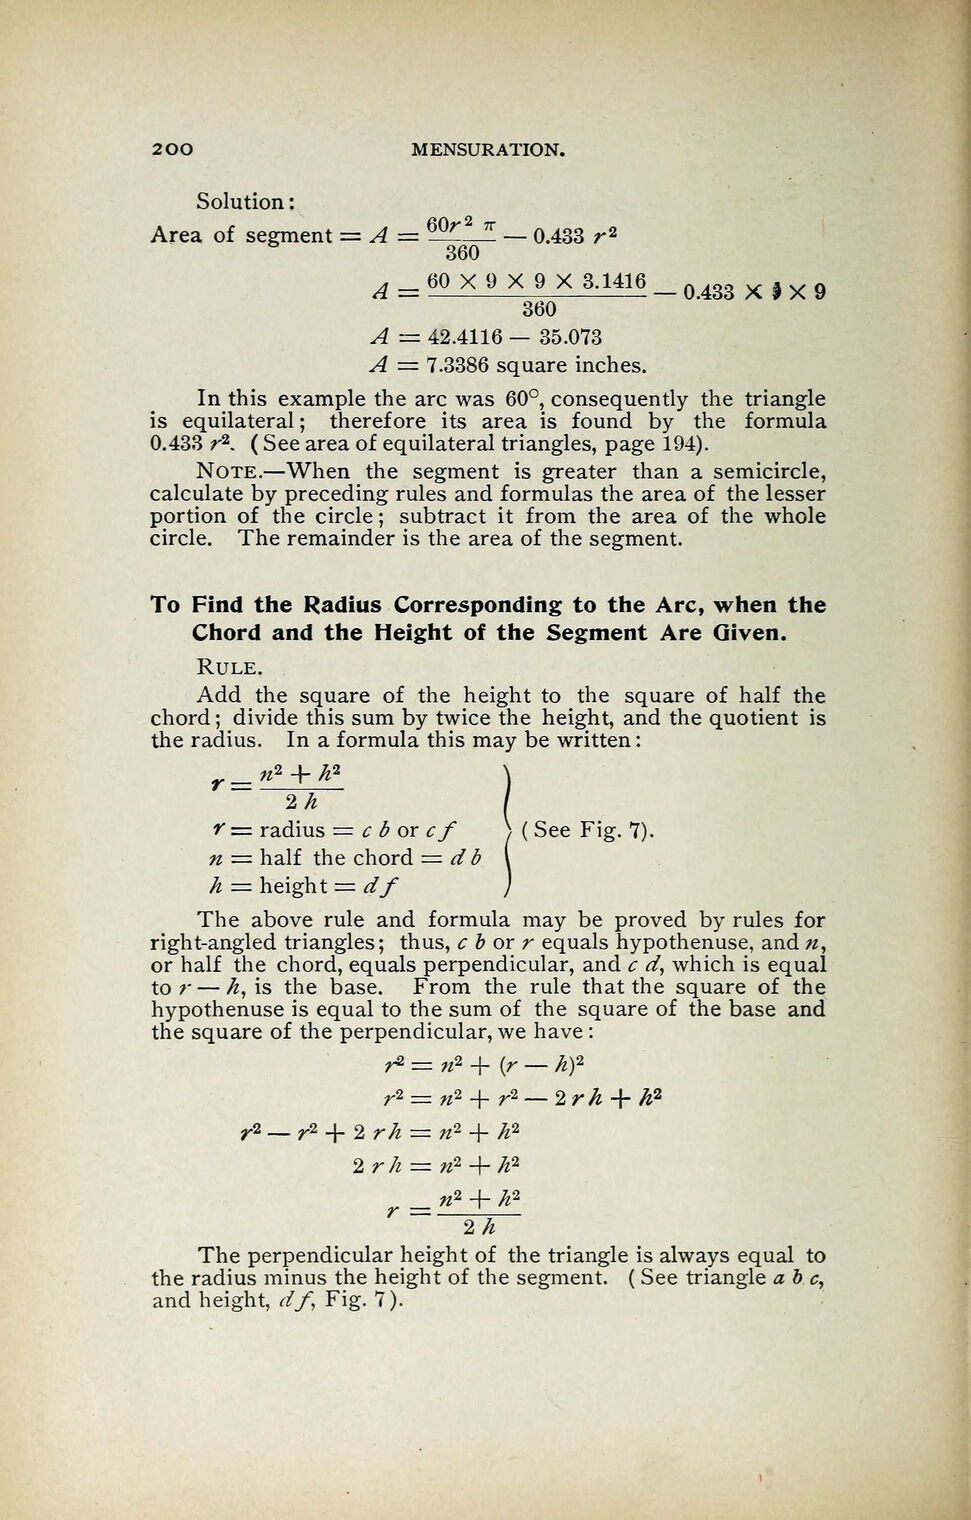 200 MENSURATION.
Solution:
Area of segment = A = 60r² π / 360 — 0.433 r²
A = 60 × 9 × 9 × 3.1416 / 360 — 0.433 × 9 × 9
A = 42.4116 — 35.073
A = 7.3386 square inches.
In this example the arc was 60°, consequently the triangle
is equilateral; therefore its area is found by the formula
0.433 r². (See area of equilateral triangles, page 194).
NOTE.—When the segment is greater than a semicircle,
calculate by preceding rules and formulas the area of the lesser
portion of the circle; subtract it from the area of the whole
circle. The remainder is the area of the segment.
To Find the Radius Corresponding to the Arc, when the
Chord and the Height of the Segment Are Given.
RULE.
Add the square of the height to the square of half the
chord; divide this sum by twice the height, and the quotient is
the radius. In a formula this may be written:
r = n² + h² / 2 h
r = radius = c b or c f (See Fig. 7).
n = half the chord = d b
h = height = d f
The above rule and formula may be proved by rules for
right-angled triangles; thus, c b or r equals hypothenuse, and n,
or half the chord, equals perpendicular, and c d, which is equal
to r — h, is the base. From the rule that the square of the
hypothenuse is equal to the sum of the square of the base and
the square of the perpendicular, we have:
r² = n² + (r — h)²
r² = n² + r² — 2 r h + h²
r² — r² + 2 r h = n² + h²
2 r h = n² + h²
r = n² + h² / 2 h
The perpendicular height of the triangle is always equal to
the radius minus the height of the segment. (See triangle a b c,
and height, d f, Fig. 7).